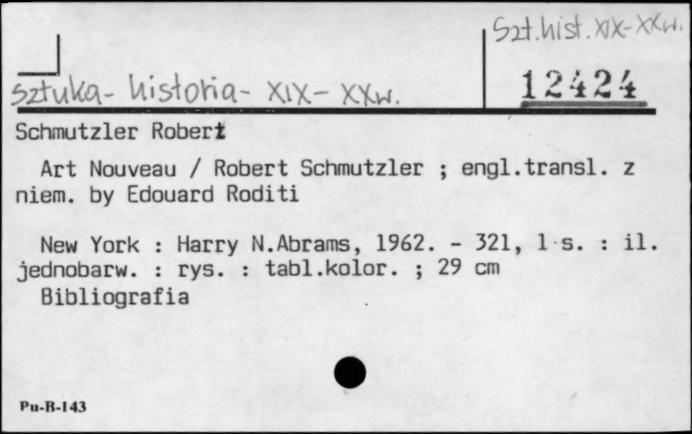 Szt.hist.XIX-XXw.
Sztuka- historia- XIX- XXw.
12424
Schmutzler Robert
Art Nouveau / Robert Schmutzler ; engl.transl. z
niem. by Edouard Roditi
New York : Harry N.Abrams, 1962. - 321, 1 s. : il.
jednobarw. : rys. : tabl.kolor. ; 29 cm
Bibliografia
Pu-B-143